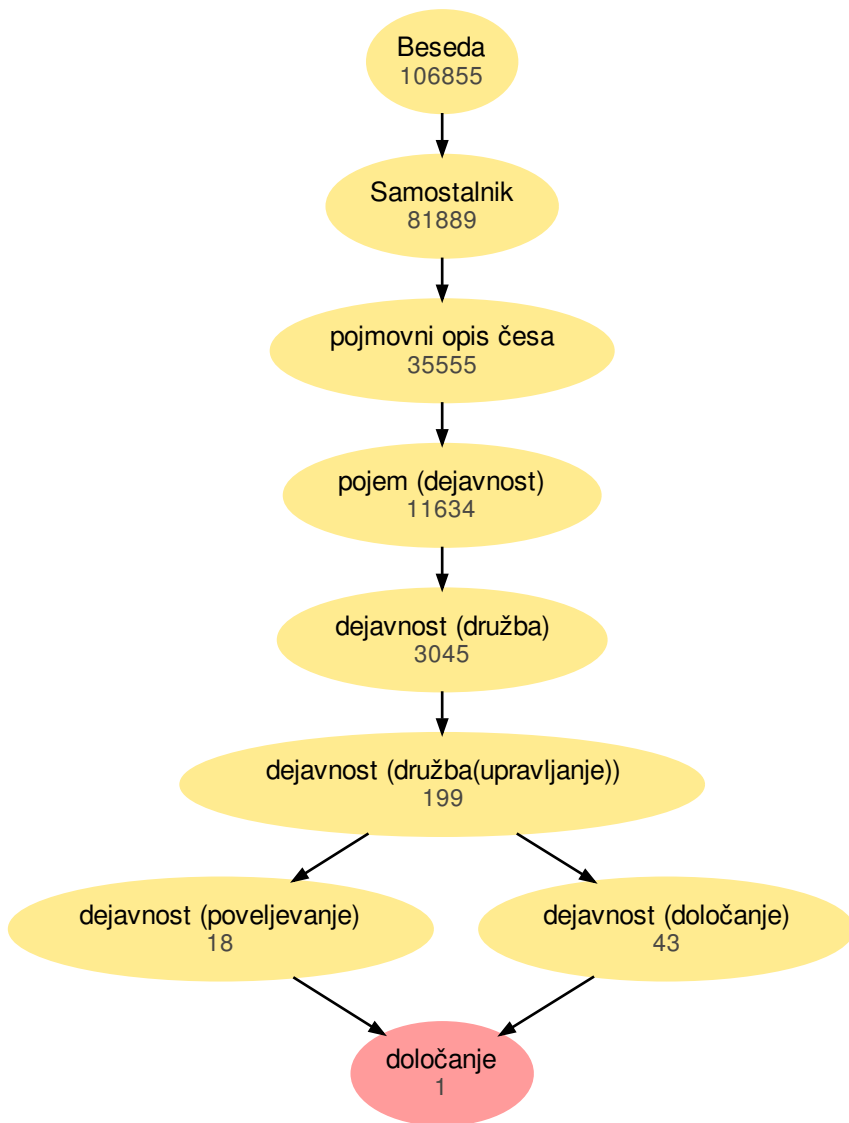 Beseda
106855
Samostalnik
81889
pojmovni opis česa
35555
pojem (dejavnost)
11634
dejavnost (družba)
3045
dejavnost (družba(upravljanje))
199
dejavnost (poveljevanje)
18
dejavnost (določanje)
43
določanje
1